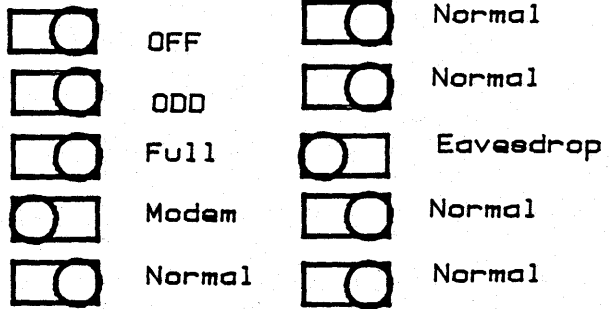 OFF
ODD
Full
Modem
Normal
Normal
Normal
Eavesdrop
Normal
Normal